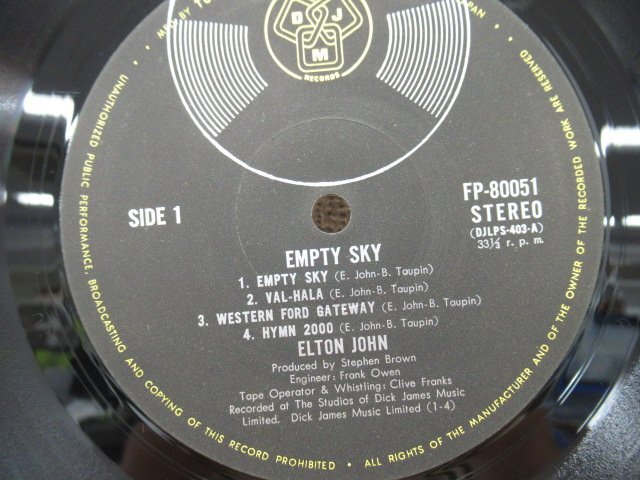 D J
M
RECORDS
SIDE 1
FP-80051
STEREO
(DJLPS-403-A)
33⅓ r. p. m.
EMPTY SKY
1. EMPTY SKY (E. John-B. Taupin)
2. VAL-HALA (E. John-B. Taupin)
3. WESTERN FORD GATEWAY (E. John-B. Taupin)
4. HYMN 2000 (E. John-B. Taupin)
ELTON JOHN
Produced by Stephen Brown
Engineer: Frank Owen
Tape Operator & Whistling: Clive Franks
Recorded at The Studios of Dick James Music
Limited. Dick James Music Limited (1-4)
MFD. BY
UNAUTHORIZED PUBLIC PERFORMANCE, BROADCASTING AND COPYING OF THIS RECORD PROHIBITED • ALL RIGHTS OF THE MANUFACTURER AND OF THE OWNER OF THE RECORDED WORK ARE RESERVED